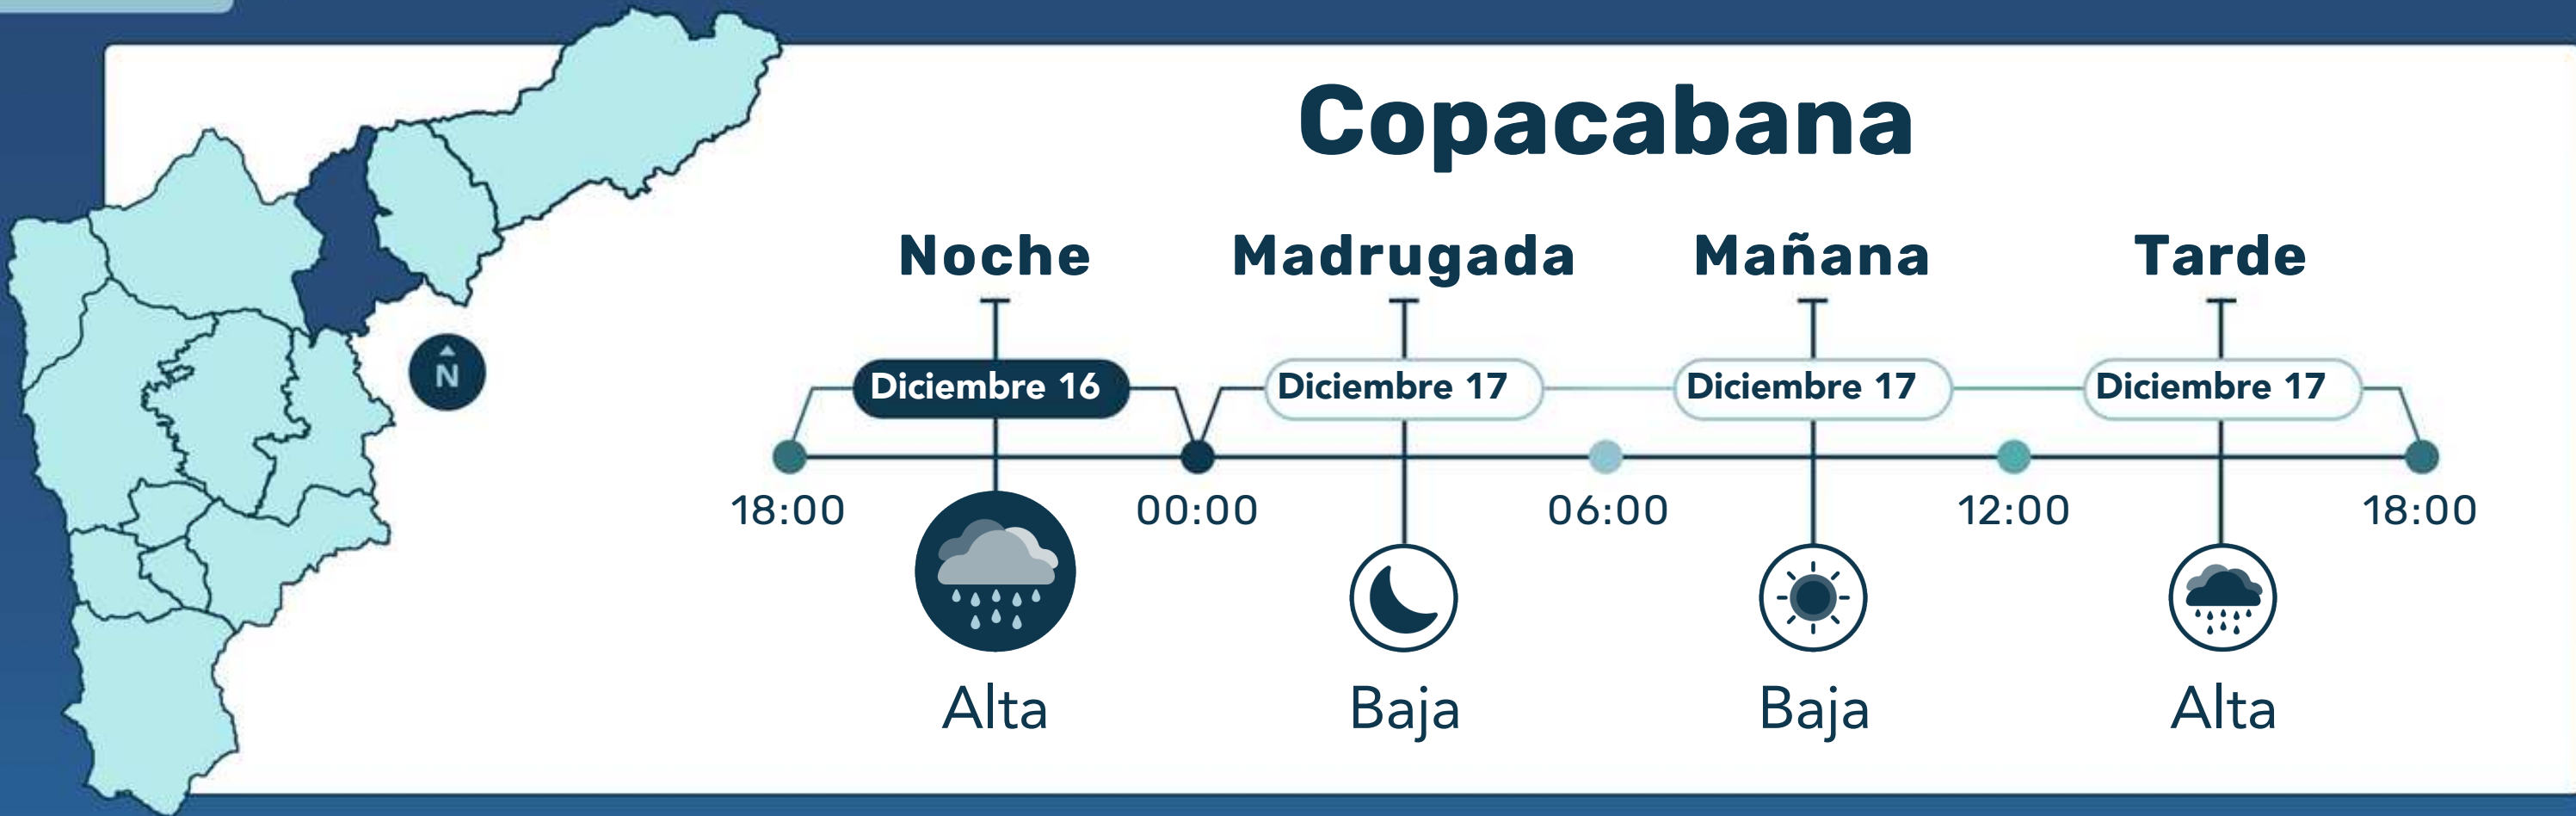 Copacabana
Noche Madrugada Mañana Tarde
Diciembre 16 Diciembre 17 Diciembre 17 Diciembre 17
18:00 00:00 06:00 12:00 18:00
N
Alta Baja Baja Alta